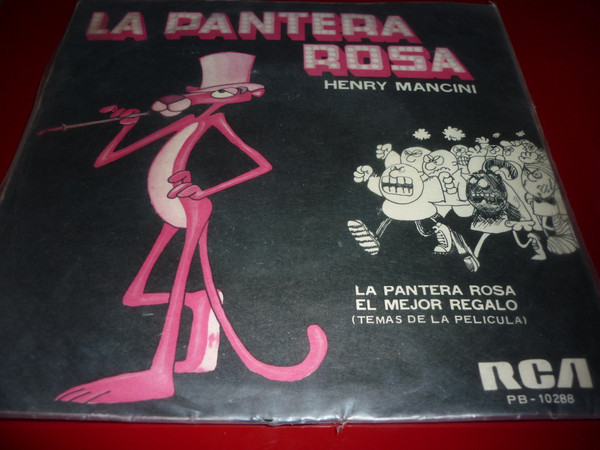 LA PANTERA
ROSA
HENRY MANCINI
LA PANTERA ROSA
EL MEJOR REGALO
(TEMAS DE LA PELICULA)
RCA
PB-10288